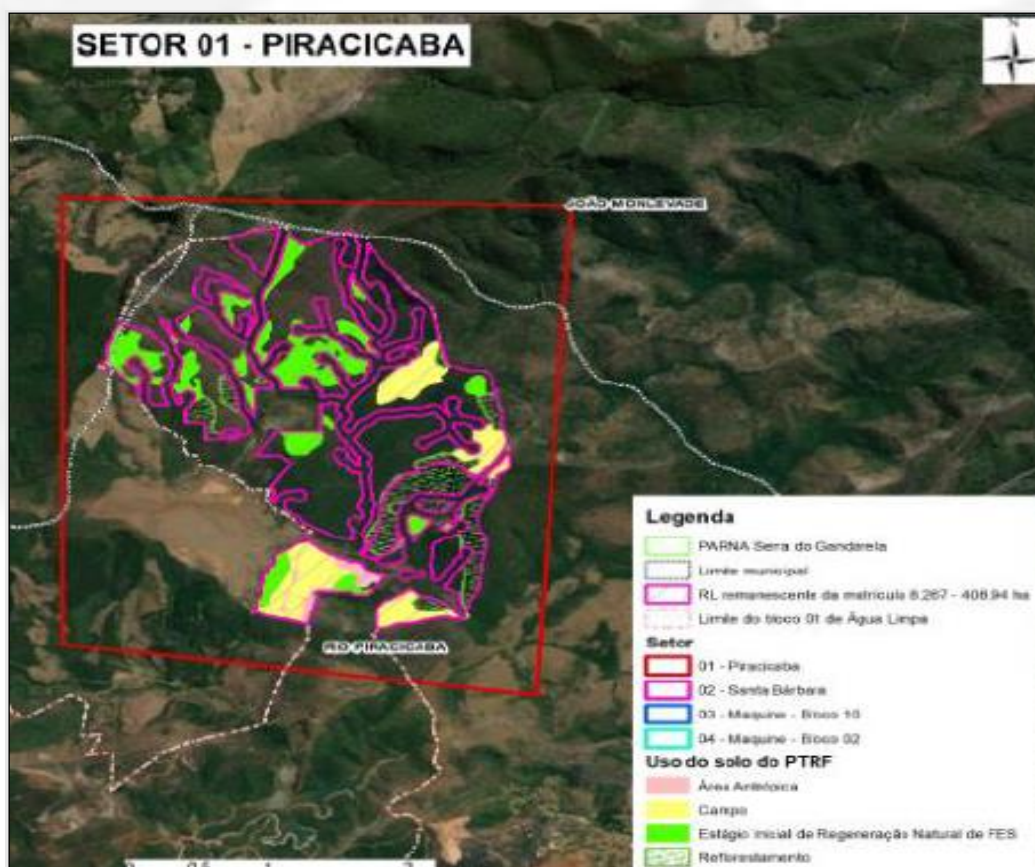 SETOR 01 - PIRACICABA
N
JOÃO MONLEVADE
RIO PIRACICABA
Legenda
PARNA Serra do Gandarela
Limite municipal
RL remanescente da matrícula 8.267 - 408.94 ha
Limite do bloco 01 de Água Limpa
Setor
01 - Piracicaba
02 - Santa Bárbara
03 - Maquine - Bloco 10
04 - Maquine - Bloco 02
Uso do solo do PTRF
Área Antrópica
Campo
Estágio Inicial de Regeneração Natural de FES
Reflorestamento